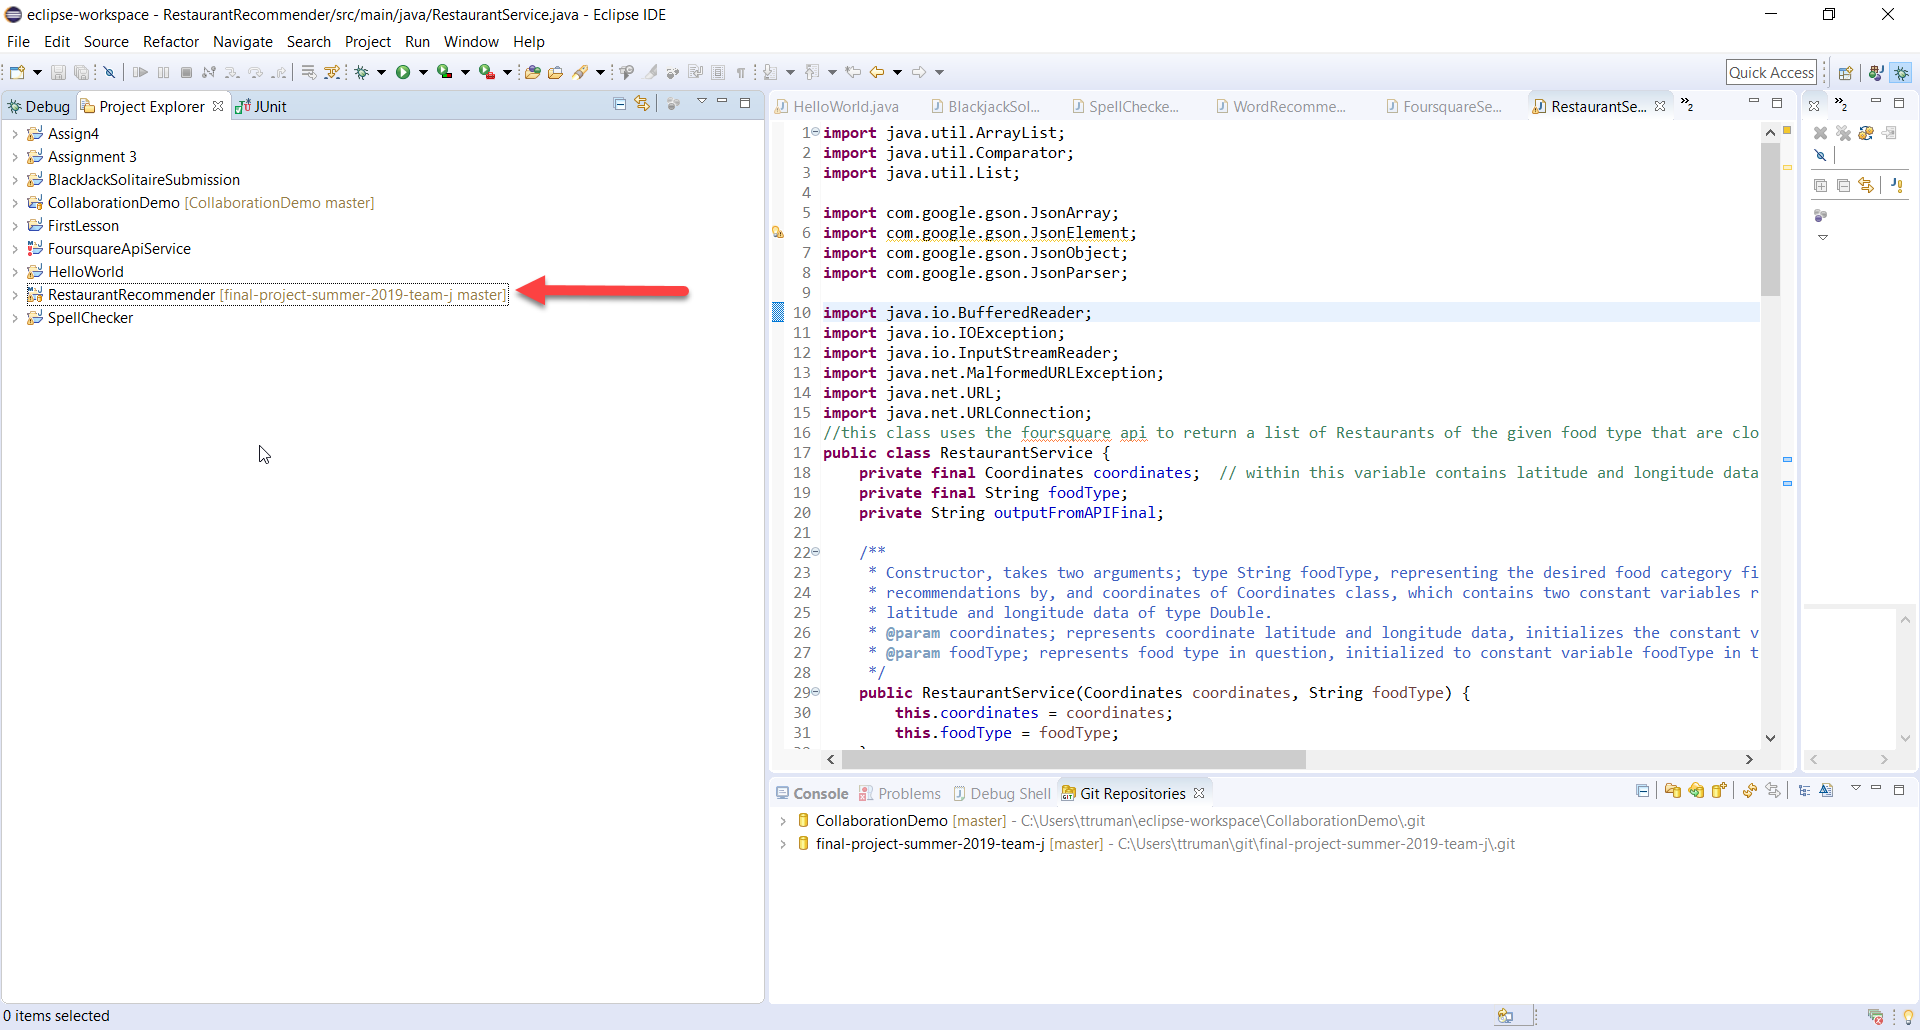 eclipse-workspace - RestaurantRecommender/src/main/java/RestaurantService.java - Eclipse IDE
File Edit Source Refactor Navigate Search Project Run Window Help
Quick Access
Debug Project Explorer JUnit
Assign4
Assignment 3
BlackJackSolitaireSubmission
CollaborationDemo [CollaborationDemo master]
FirstLesson
FoursquareApiService
HelloWorld
RestaurantRecommender [final-project-summer-2019-team-j master]
SpellChecker
HelloWorld.java BlackjackSol... SpellChecke... WordRecomme... FoursquareSe... RestaurantSe... »2 »2
1 import java.util.ArrayList;
2 import java.util.Comparator;
3 import java.util.List;
4
5 import com.google.gson.JsonArray;
6 import com.google.gson.JsonElement;
7 import com.google.gson.JsonObject;
8 import com.google.gson.JsonParser;
9
10 import java.io.BufferedReader;
11 import java.io.IOException;
12 import java.io.InputStreamReader;
13 import java.net.MalformedURLException;
14 import java.net.URL;
15 import java.net.URLConnection;
16 //this class uses the foursquare api to return a list of Restaurants of the given food type that are clo
17 public class RestaurantService {
18 private final Coordinates coordinates; // within this variable contains latitude and longitude data
19 private final String foodType;
20 private String outputFromAPIFinal;
21
22 /**
23 * Constructor, takes two arguments; type String foodType, representing the desired food category fi
24 * recommendations by, and coordinates of Coordinates class, which contains two constant variables r
25 * latitude and longitude data of type Double.
26 * @param coordinates; represents coordinate latitude and longitude data, initializes the constant v
27 * @param foodType; represents food type in question, initialized to constant variable foodType in t
28 */
29 public RestaurantService(Coordinates coordinates, String foodType) {
30 this.coordinates = coordinates;
31 this.foodType = foodType;
Console Problems Debug Shell Git Repositories
CollaborationDemo [master] - C:\Users\ttruman\eclipse-workspace\CollaborationDemo\.git
final-project-summer-2019-team-j [master] - C:\Users\ttruman\git\final-project-summer-2019-team-j\.git
0 items selected